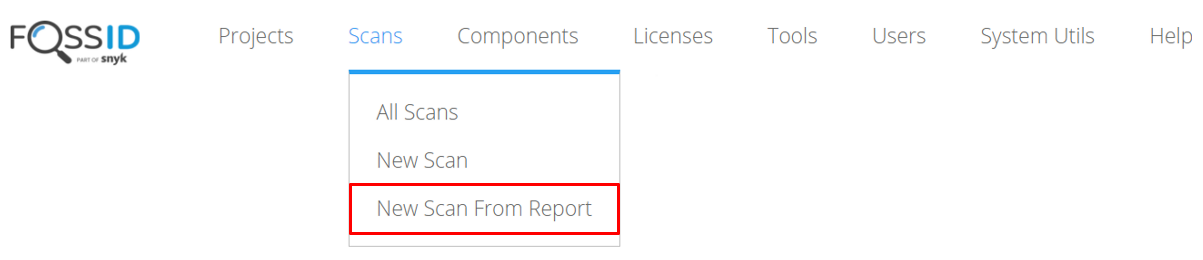 FOSSID Projects Scans Components Licenses Tools Users System Utils Help
PART OF snyk
All Scans
New Scan
New Scan From Report